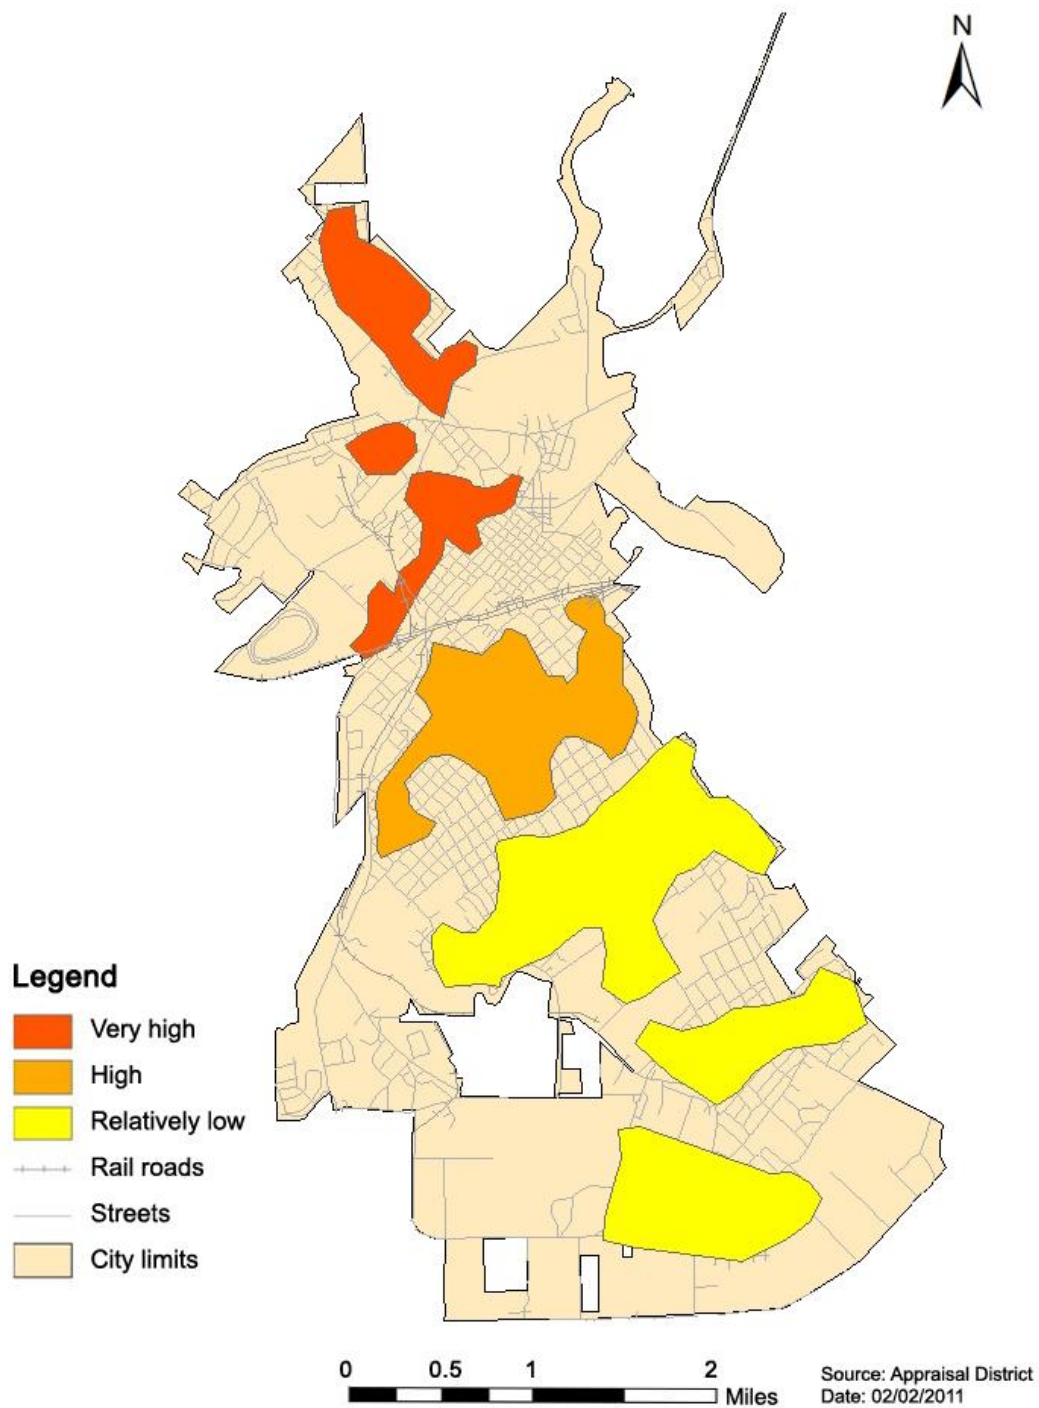 N
Legend
Very high
High
Relatively low
Rail roads
Streets
City limits
0 0.5 1 2
Miles
Source: Appraisal District
Date: 02/02/2011